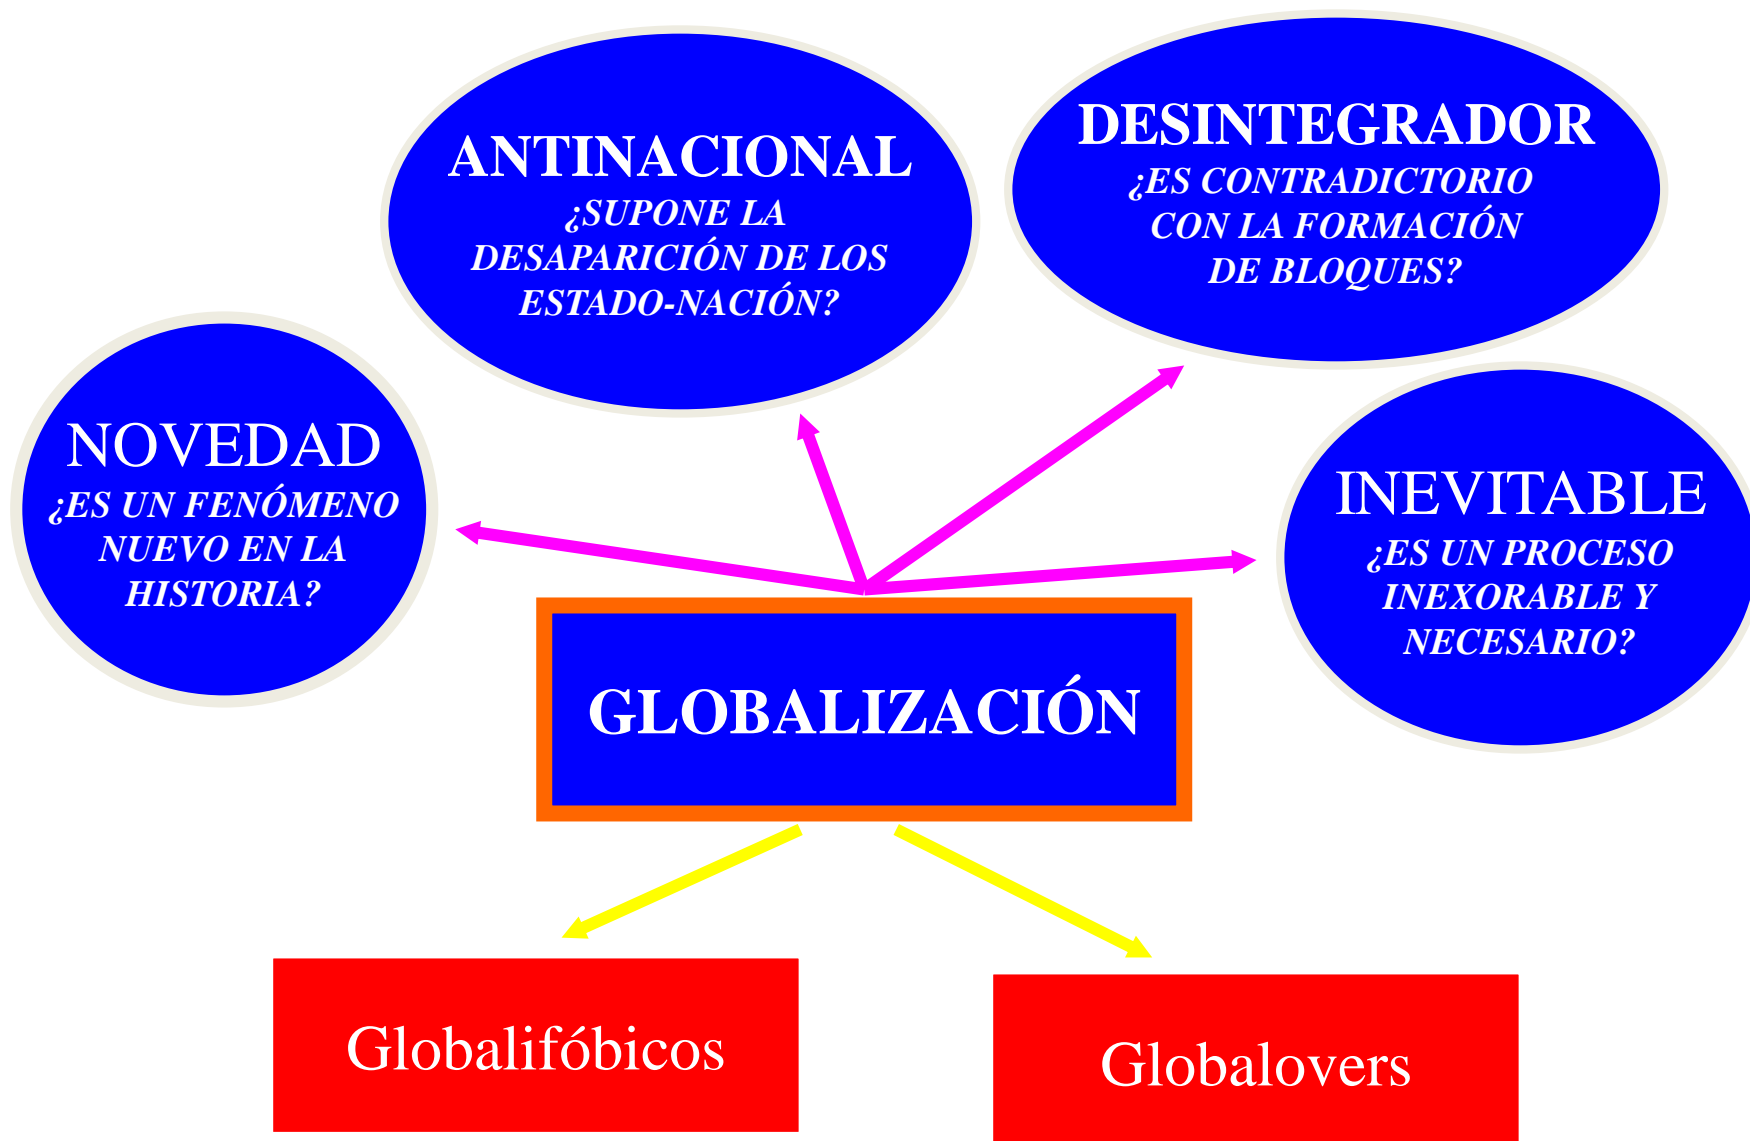 ANTINACIONAL
¿SUPONE LA
DESAPARICIÓN DE LOS
ESTADO-NACIÓN?
DESINTEGRADOR
¿ES CONTRADICTORIO
CON LA FORMACIÓN
DE BLOQUES?
NOVEDAD
¿ES UN FENÓMENO
NUEVO EN LA
HISTORIA?
INEVITABLE
¿ES UN PROCESO
INEXORABLE Y
NECESARIO?
GLOBALIZACIÓN
Globalifóbicos
Globalovers